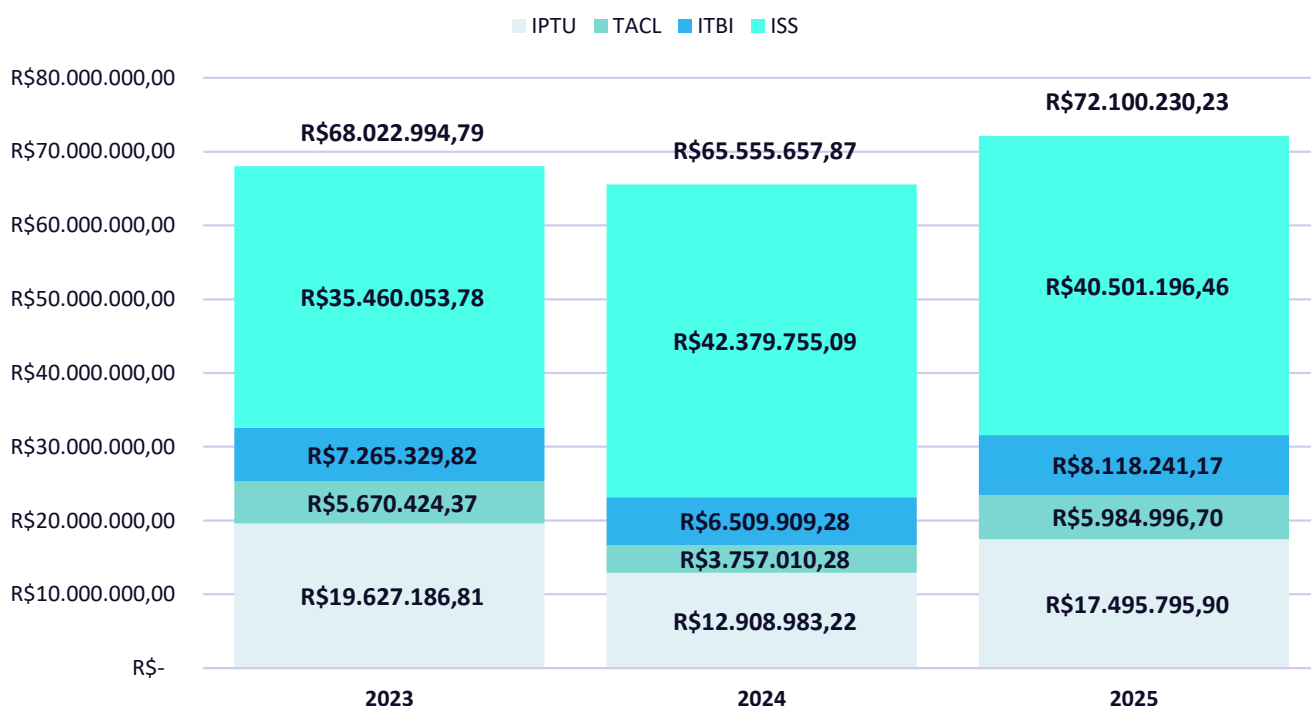 IPTU TACL ITBI ISS
R$80.000.000,00
R$70.000.000,00
R$60.000.000,00
R$50.000.000,00
R$40.000.000,00
R$30.000.000,00
R$20.000.000,00
R$10.000.000,00
R$-
R$68.022.994,79
R$35.460.053,78
R$7.265.329,82
R$5.670.424,37
R$19.627.186,81
2023
R$65.555.657,87
R$42.379.755,09
R$6.509.909,28
R$3.757.010,28
R$12.908.983,22
2024
R$72.100.230,23
R$40.501.196,46
R$8.118.241,17
R$5.984.996,70
R$17.495.795,90
2025